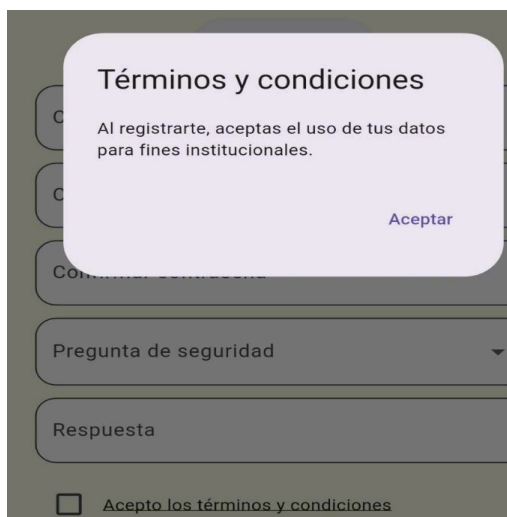 Términos y condiciones
Al registrarte, aceptas el uso de tus datos
para fines institucionales.
Aceptar
Pregunta de seguridad
Respuesta
Acepto los términos y condiciones